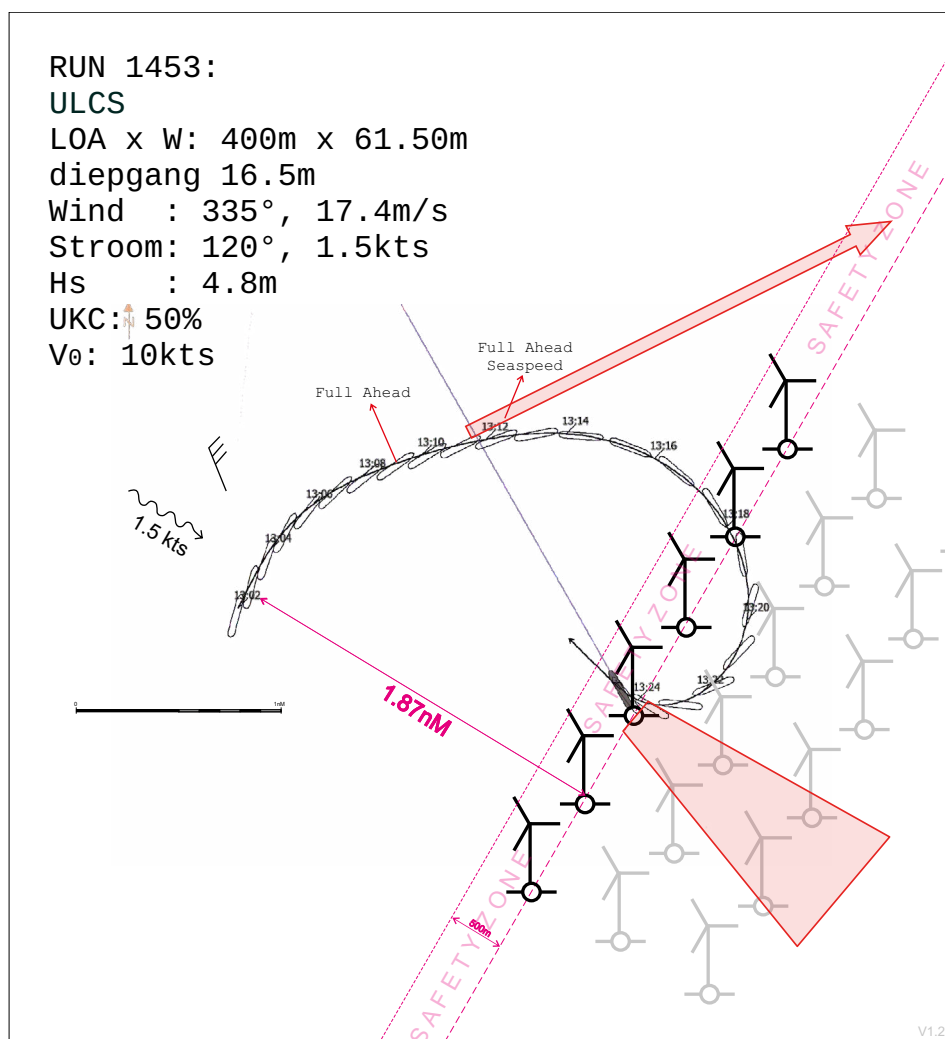 RUN 1453:
ULCS
LOA x W: 400m x 61.50m
diepgang 16.5m
Wind  : 335°, 17.4m/s
Stroom: 120°, 1.5kts
Hs    : 4.8m
UKC: 50%
N
V0: 10kts
SAFETY ZONE
Full Ahead
Seaspeed
Full Ahead
13:14
13:12
13:10
13:16
13:08
13:06
13:18
1.5 kts
13:04
13:02
13:20
SAFETY ZONE
13:22
13:24
1.87nM
0
1nM
SAFETY ZONE
500m
V1.2